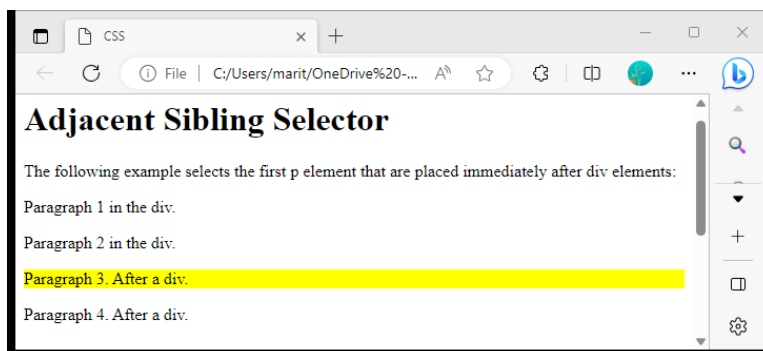 CSS
File
C:/Users/marit/OneDrive%20-...
Adjacent Sibling Selector
The following example selects the first p element that are placed immediately after div elements:
Paragraph 1 in the div.
Paragraph 2 in the div.
Paragraph 3. After a div.
Paragraph 4. After a div.